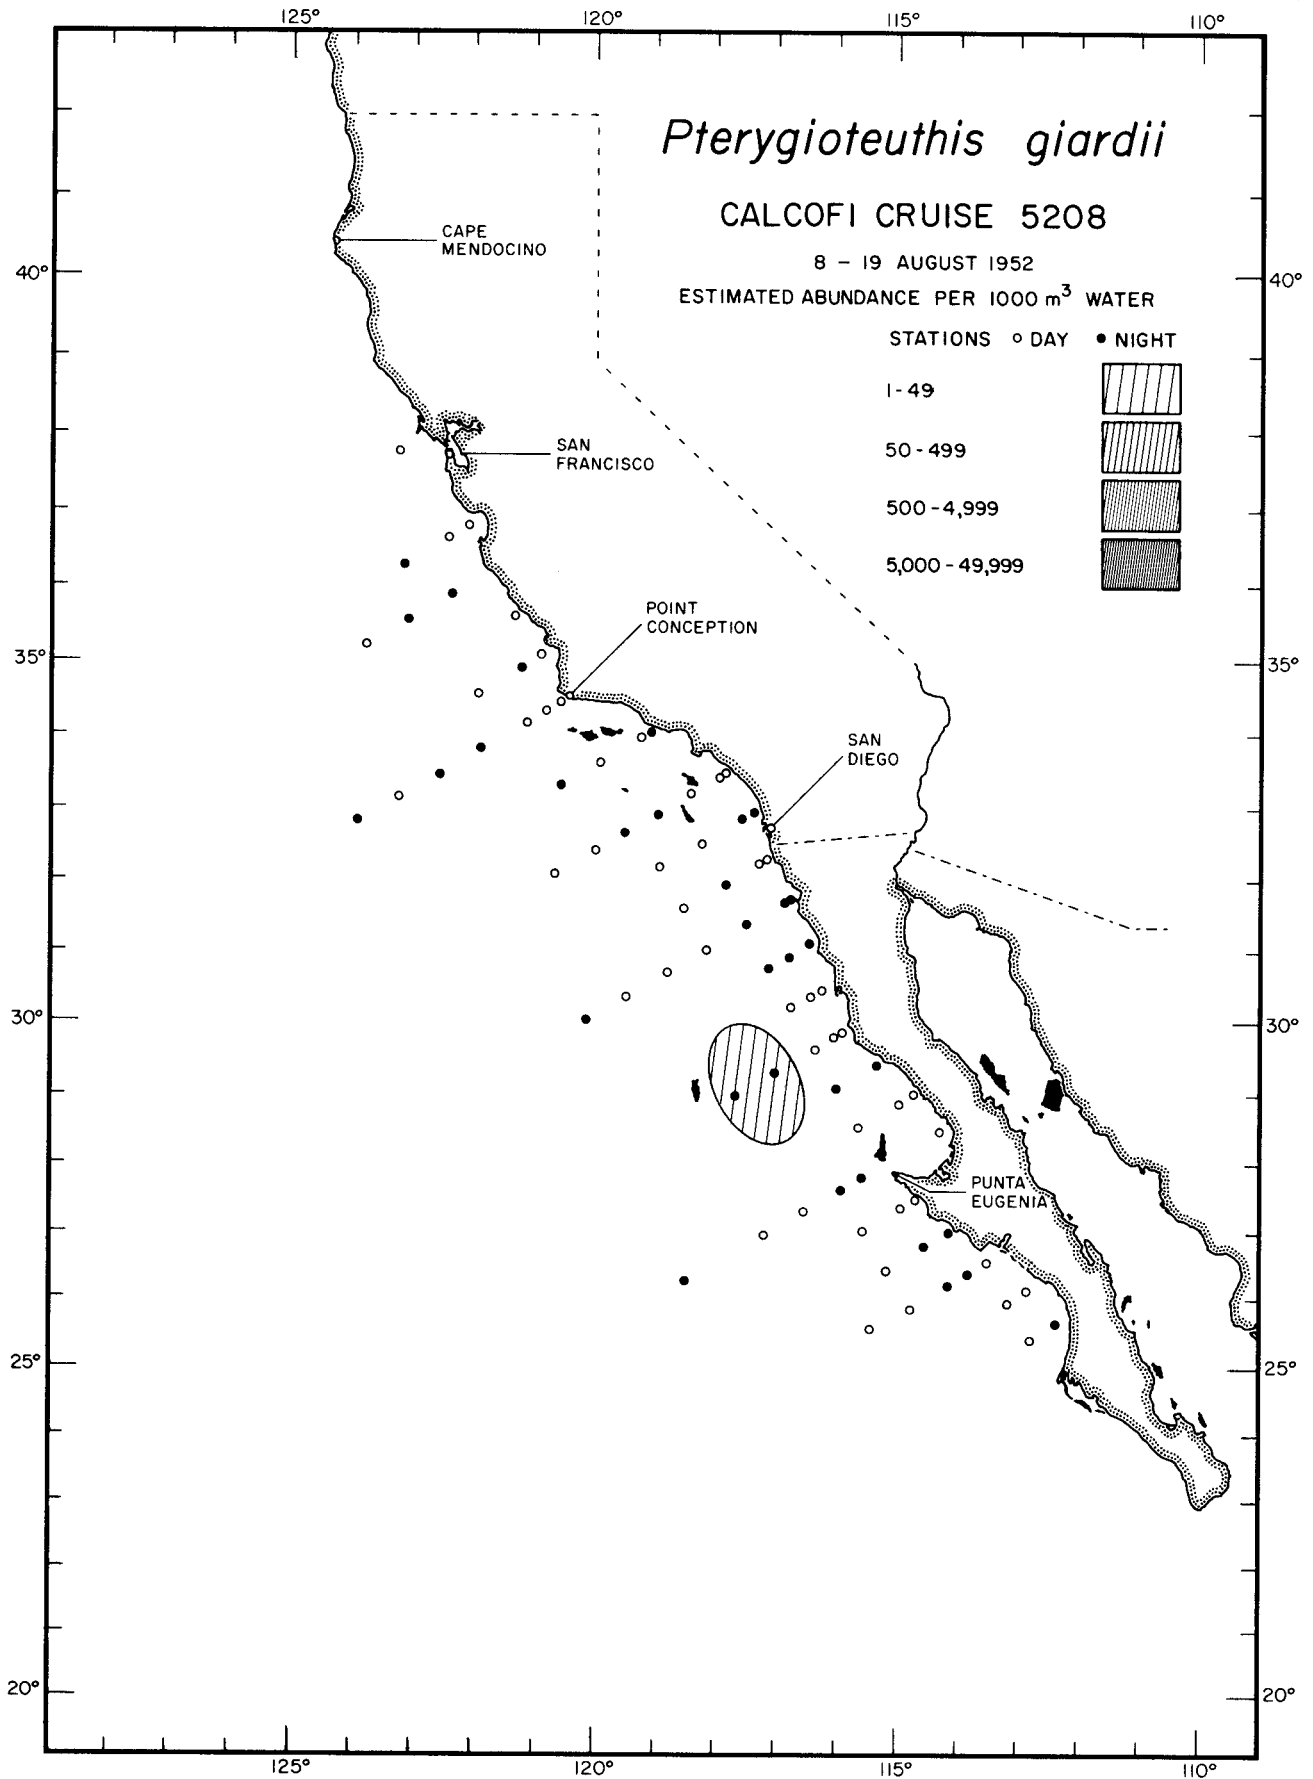 125° 120° 115° 110°
Pterygioteuthis giardii
CALCOFI CRUISE 5208
8 – 19 AUGUST 1952
ESTIMATED ABUNDANCE PER 1000 m³ WATER
STATIONS ○ DAY ● NIGHT
1-49
50-499
500-4,999
5,000-49,999
CAPE
MENDOCINO
40° 40°
SAN
FRANCISCO
POINT
CONCEPTION
35° 35°
SAN
DIEGO
30° 30°
PUNTA
EUGENIA
25° 25°
20° 20°
125° 120° 115° 110°